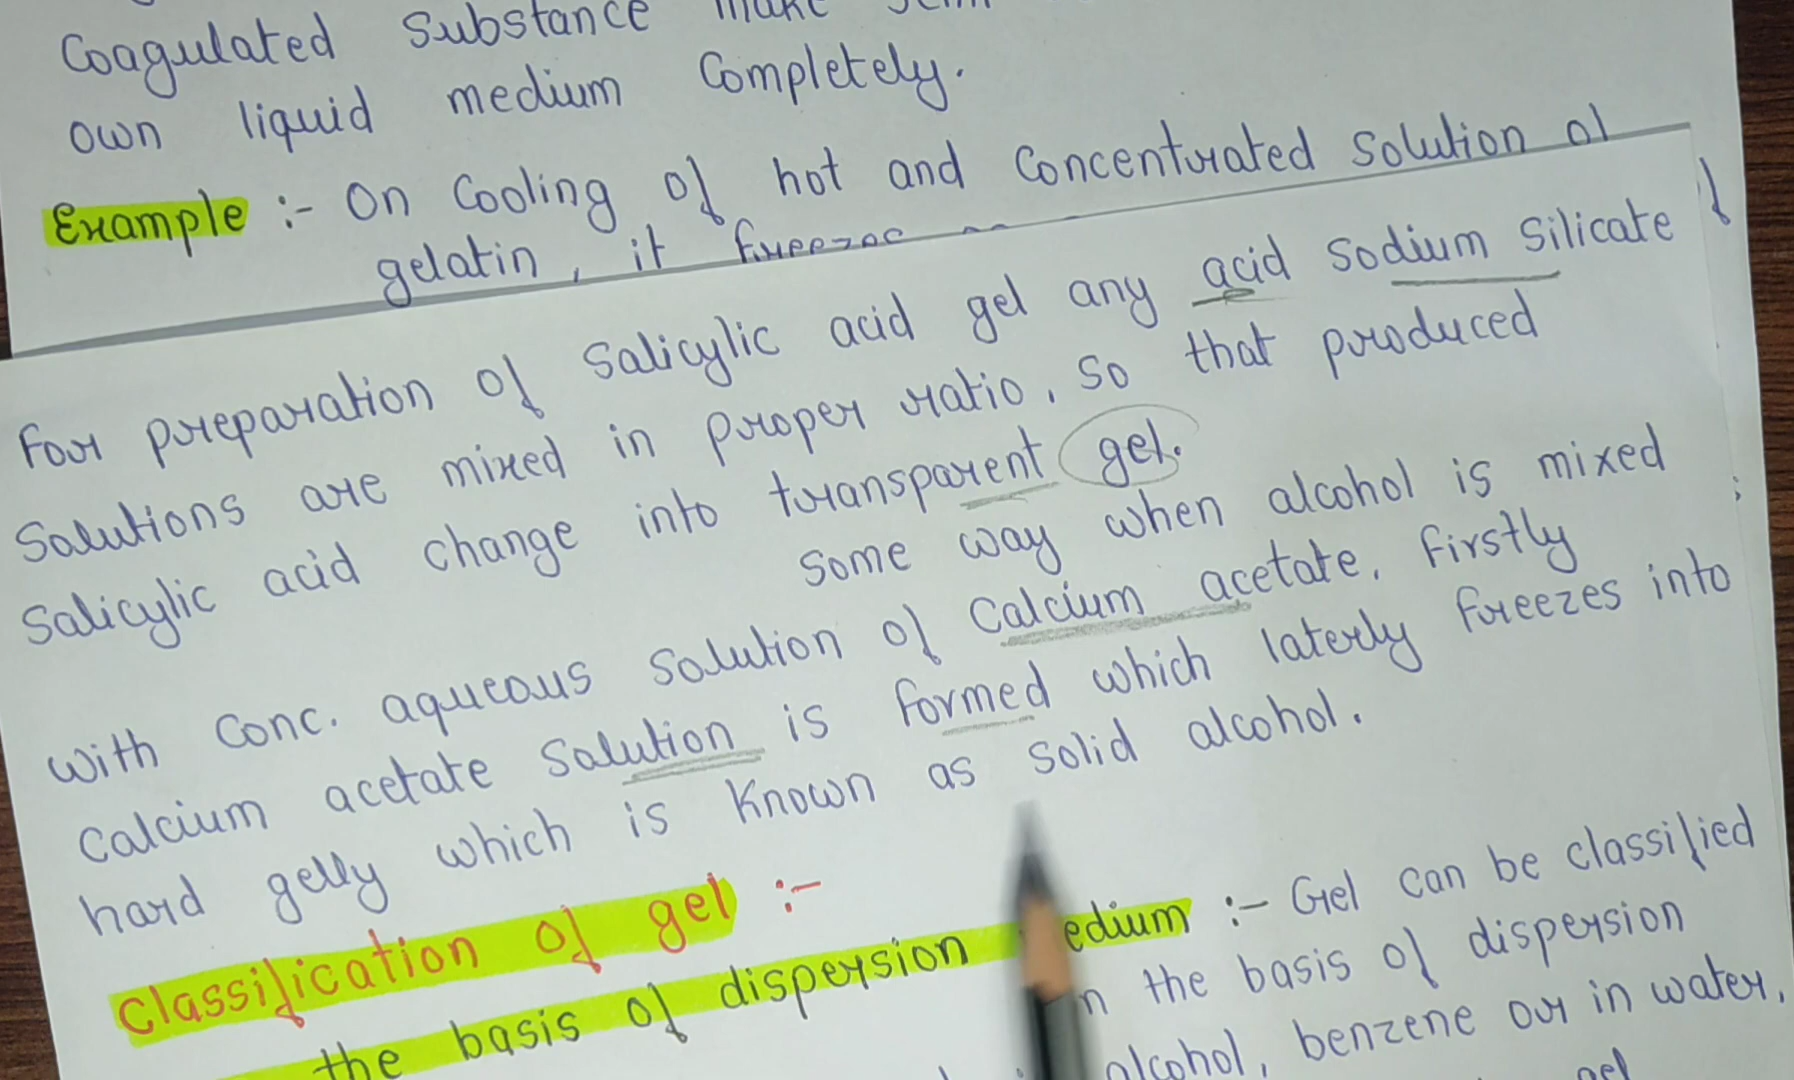 Coagulated Substance make
own liquid medium Completely.
Example :- On Cooling of hot and Concentrated Solution of
gelatin, it freezes
For preparation of Salicylic acid gel any acid Sodium Silicate
Solutions are mixed in proper ratio, so that produced
Salicylic acid change into transparent gel.
Some way when alcohol is mixed
with Conc. aqueous Solution of Calcium acetate. Firstly
Calcium acetate Solution is formed which laterly freezes into
hard gelly which is Known as Solid alcohol.
Classification of gel :-
the basis of dispersion edium :- Gel can be classified
n the basis of dispersion
alcohol, benzene or in water,
gel